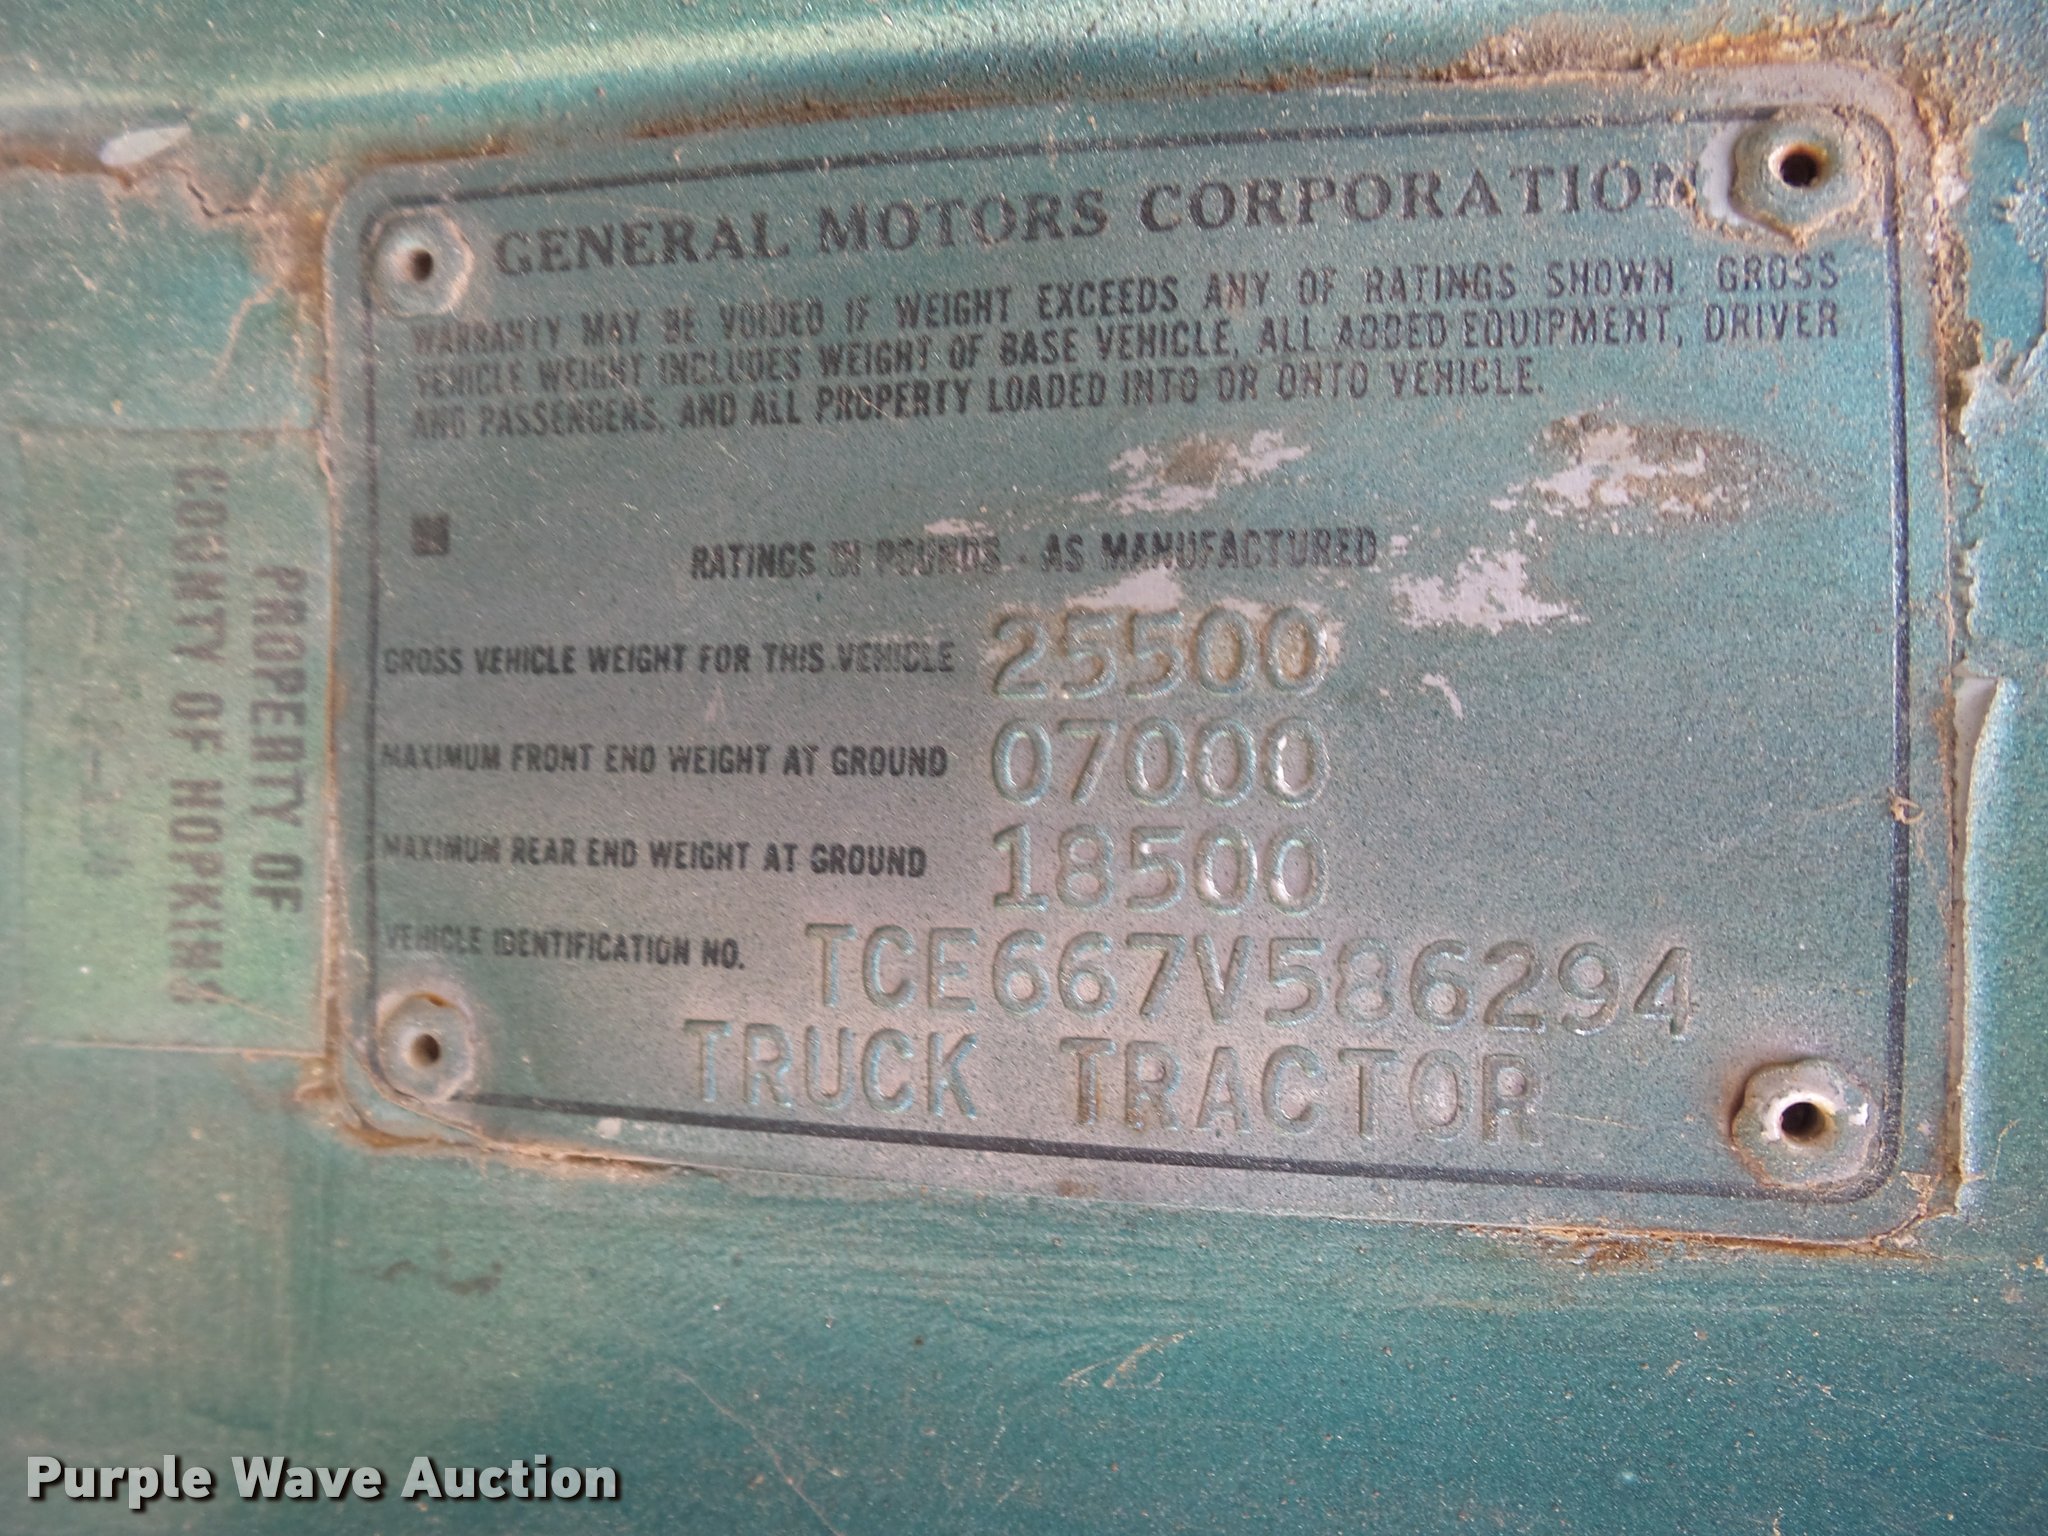 GENERAL MOTORS CORPORATION
WARRANTY MAY BE VOIDED IF WEIGHT EXCEEDS ANY OF RATINGS SHOWN. GROSS
VEHICLE WEIGHT INCLUDES WEIGHT OF BASE VEHICLE, ALL ADDED EQUIPMENT, DRIVER
AND PASSENGERS, AND ALL PROPERTY LOADED INTO OR ONTO VEHICLE.
RATINGS IN POUNDS - AS MANUFACTURED
GROSS VEHICLE WEIGHT FOR THIS VEHICLE 25500
MAXIMUM FRONT END WEIGHT AT GROUND 07000
MAXIMUM REAR END WEIGHT AT GROUND 18500
VEHICLE IDENTIFICATION NO. TCE667V586294
TRUCK TRACTOR
PROPERTY OF
COUNTY OF HOPKINS
Purple Wave Auction